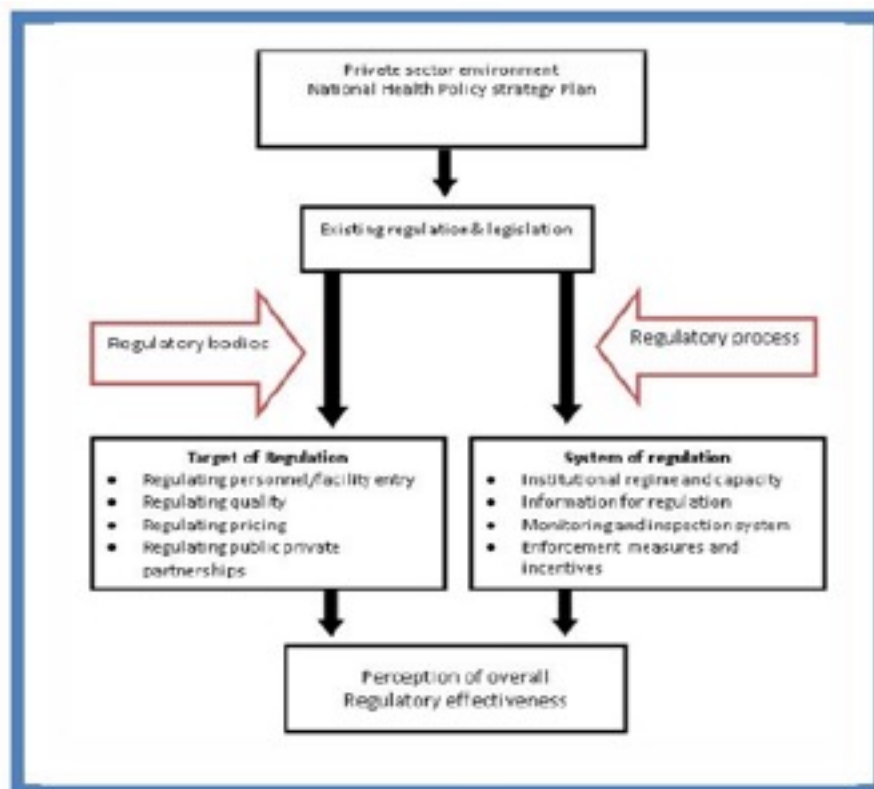 Private sector environment
National Health Policy strategy Plan
Existing regulation & legislation
Regulatory bodies
Regulatory process
Target of Regulation
● Regulating personnel/facility entry
● Regulating quality
● Regulating pricing
● Regulating public private
partnerships
System of regulation
● Institutional regime and capacity
● Information for regulation
● Monitoring and inspection system
● Enforcement measures and
incentives
Perception of overall
Regulatory effectiveness